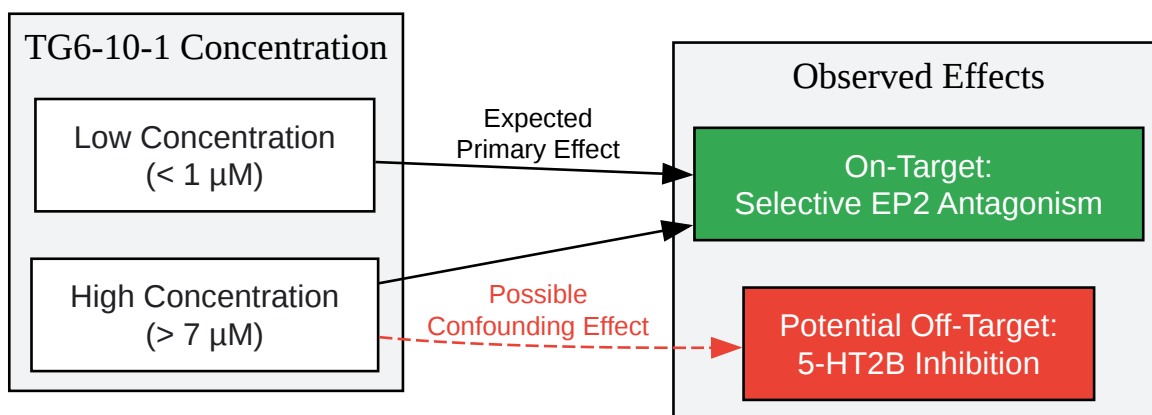 TG6-10-1 Concentration
Low Concentration
(< 1 µM)
High Concentration
(> 7 µM)
Expected
Primary Effect
Possible
Confounding Effect
Observed Effects
On-Target:
Selective EP2 Antagonism
Potential Off-Target:
5-HT2B Inhibition